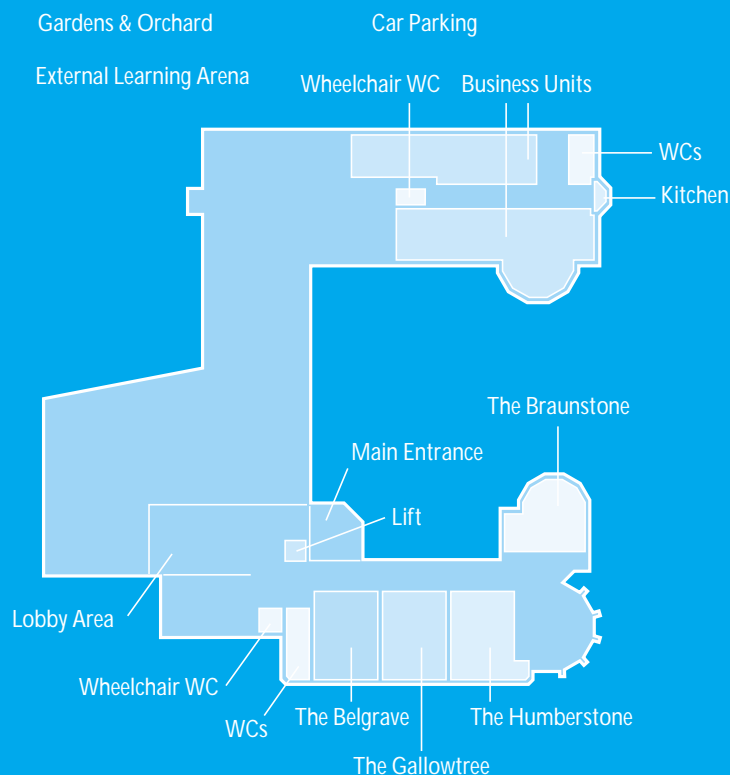 Gardens & Orchard
Car Parking
External Learning Arena
Wheelchair WC
Business Units
WCs
Kitchen
The Braunstone
Main Entrance
Lift
Lobby Area
Wheelchair WC
WCs
The Belgrave
The Humberstone
The Gallowtree